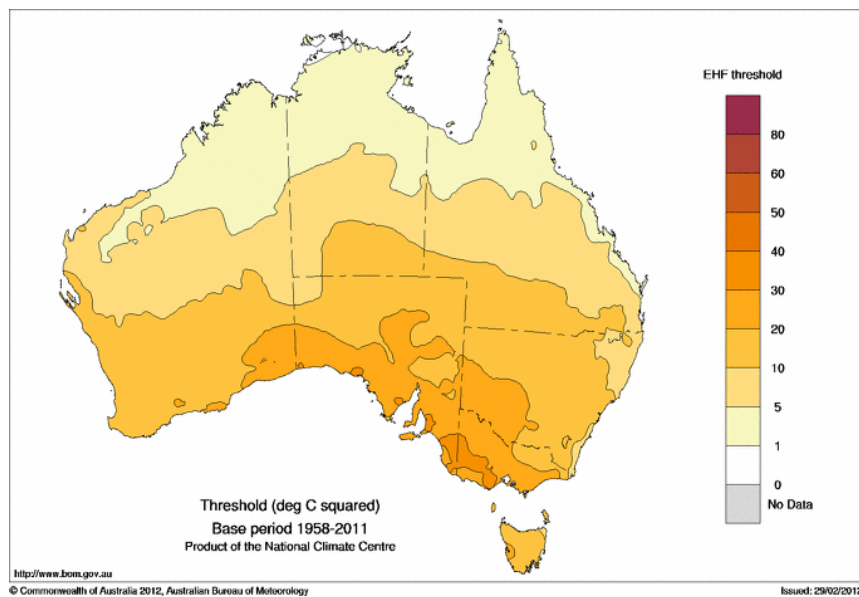 EHF threshold
80
60
50
40
30
20
10
5
1
0
No Data
Threshold (deg C squared)
Base period 1958-2011
Product of the National Climate Centre
http://www.bom.gov.au
© Commonwealth of Australia 2012, Australian Bureau of Meteorology
Issued: 29/02/2012